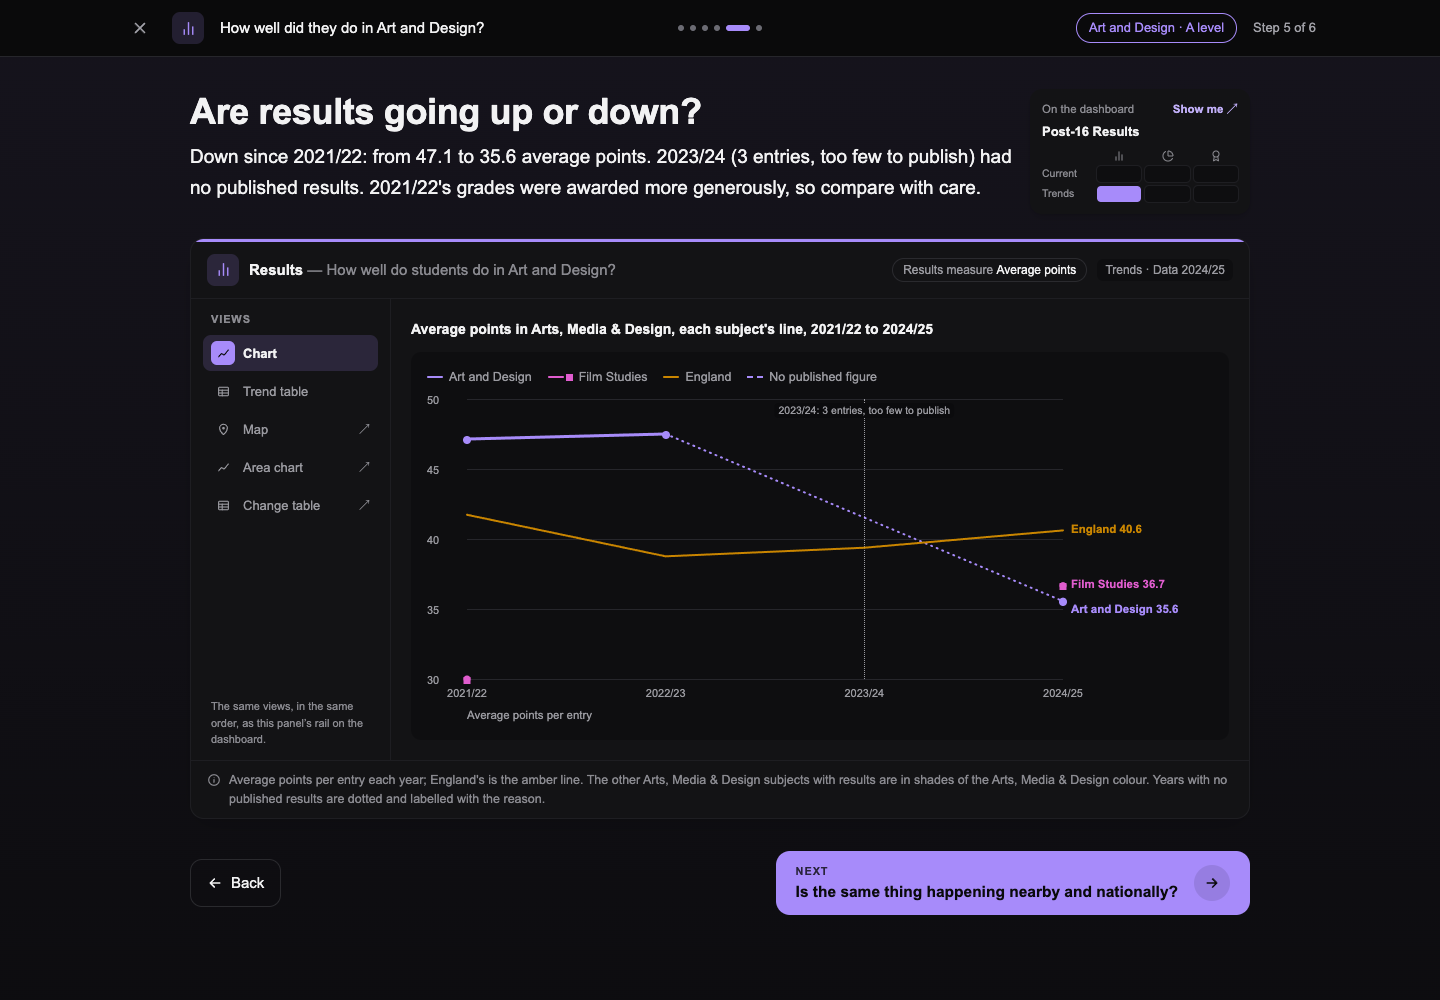 How well did they do in Art and Design?
Art and Design · A level
Step 5 of 6
Are results going up or down?
Down since 2021/22: from 47.1 to 35.6 average points. 2023/24 (3 entries, too few to publish) had
no published results. 2021/22's grades were awarded more generously, so compare with care.
On the dashboard
Show me
Post-16 Results
Current
Trends
Results — How well do students do in Art and Design?
Results measure Average points
Trends · Data 2024/25
VIEWS
Chart
Trend table
Map
Area chart
Change table
The same views, in the same
order, as this panel's rail on the
dashboard.
Average points in Arts, Media & Design, each subject's line, 2021/22 to 2024/25
Art and Design
Film Studies
England
No published figure
50
2023/24: 3 entries, too few to publish
45
40
35
30
England 40.6
Film Studies 36.7
Art and Design 35.6
2021/22
2022/23
2023/24
2024/25
Average points per entry
Average points per entry each year; England's is the amber line. The other Arts, Media & Design subjects with results are in shades of the Arts, Media & Design colour. Years with no
published results are dotted and labelled with the reason.
Back
NEXT
Is the same thing happening nearby and nationally?